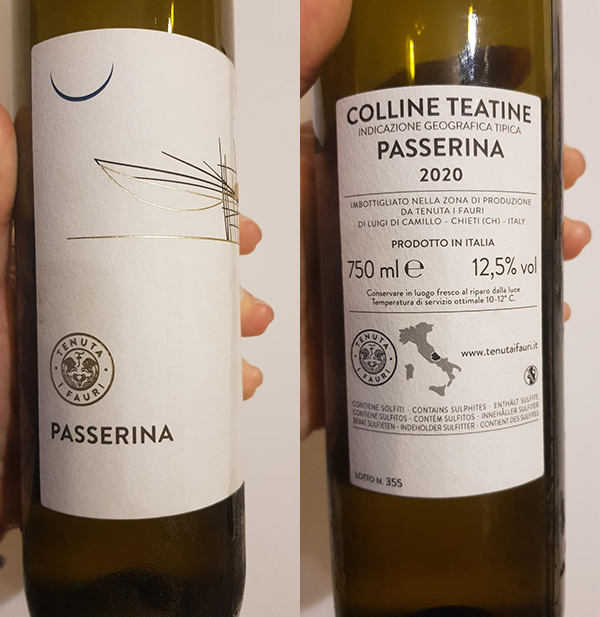 TENUTA
I FAURI
PASSERINA
COLLINE TEATINE
INDICAZIONE GEOGRAFICA TIPICA
PASSERINA
2020
IMBOTTIGLIATO NELLA ZONA DI PRODUZIONE
DA TENUTA I FAURI
DI LUIGI DI CAMILLO - CHIETI (CH) - ITALY
PRODOTTO IN ITALIA
750 ml ℮ 12,5% vol
Conservare in luogo fresco al riparo dalla luce
Temperatura di servizio ottimale 10-12° C.
TENUTA
I FAURI
www.tenutaifauri.it
CONTIENE SOLFITI - CONTAINS SULPHITES - ENTHÄLT SULFITE
CONTIENE SULFITOS - CONTÉM SULFITOS - INNEHÅLLER SULFITER
BEVAT SULFIETEN - INDEHOLDER SULFITTER - CONTIENT DES SULFITES
LOTTO N. 355